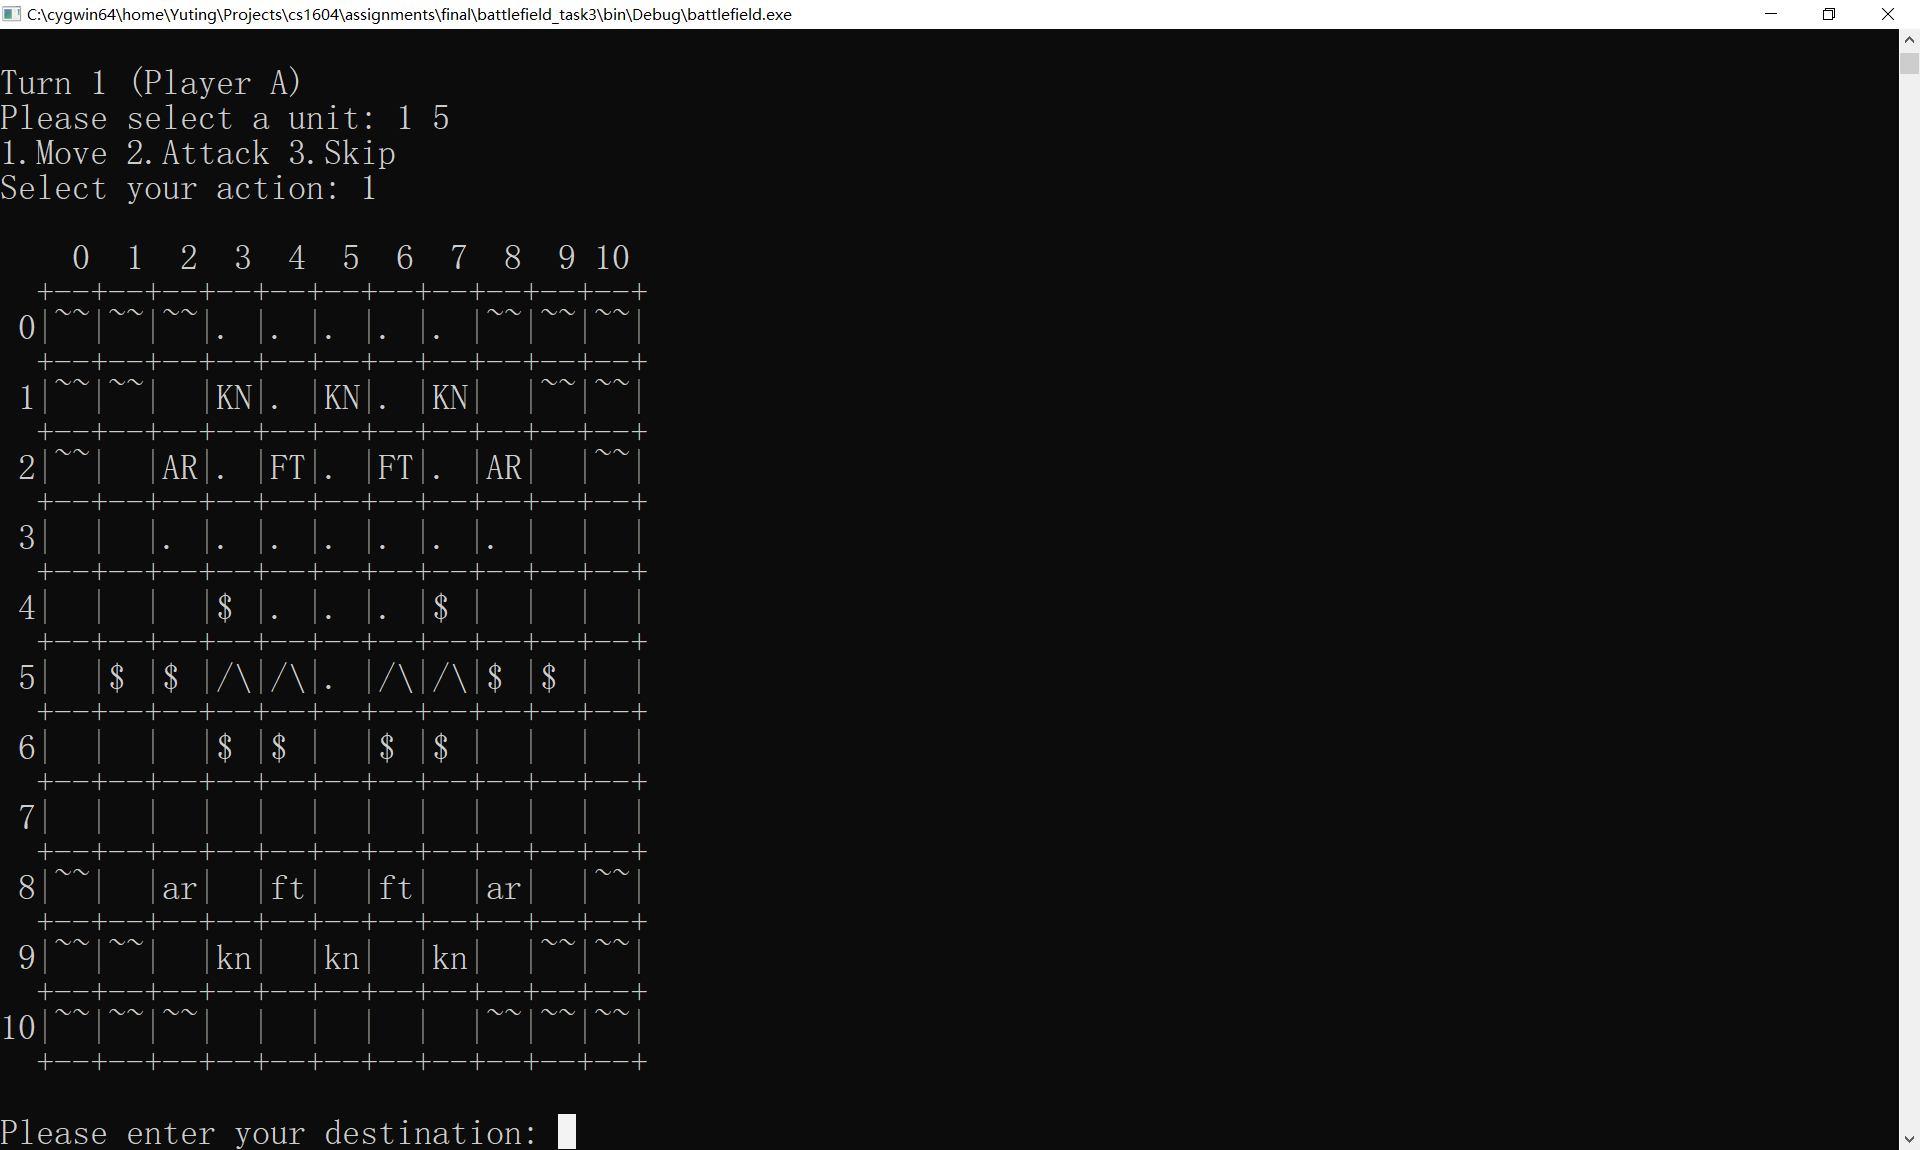 C:\cygwin64\home\Yuting\Projects\cs1604\assignments\final\battlefield_task3\bin\Debug\battlefield.exe
Turn 1 (Player A)
Please select a unit: 1 5
1.Move 2.Attack 3.Skip
Select your action: 1
    0  1  2  3  4  5  6  7  8  9 10
  +--+--+--+--+--+--+--+--+--+--+--+
 0|~~|~~|~~|. |. |. |. |. |~~|~~|~~|
  +--+--+--+--+--+--+--+--+--+--+--+
 1|~~|~~|  |KN|. |KN|. |KN|  |~~|~~|
  +--+--+--+--+--+--+--+--+--+--+--+
 2|~~|  |AR|. |FT|. |FT|. |AR|  |~~|
  +--+--+--+--+--+--+--+--+--+--+--+
 3|  |  |. |. |. |. |. |. |. |  |  |
  +--+--+--+--+--+--+--+--+--+--+--+
 4|  |  |  |$ |. |. |. |$ |  |  |  |
  +--+--+--+--+--+--+--+--+--+--+--+
 5|  |$ |$ |/\|/\|. |/\|/\|$ |$ |  |
  +--+--+--+--+--+--+--+--+--+--+--+
 6|  |  |  |$ |$ |  |$ |$ |  |  |  |
  +--+--+--+--+--+--+--+--+--+--+--+
 7|  |  |  |  |  |  |  |  |  |  |  |
  +--+--+--+--+--+--+--+--+--+--+--+
 8|~~|  |ar|  |ft|  |ft|  |ar|  |~~|
  +--+--+--+--+--+--+--+--+--+--+--+
 9|~~|~~|  |kn|  |kn|  |kn|  |~~|~~|
  +--+--+--+--+--+--+--+--+--+--+--+
10|~~|~~|~~|  |  |  |  |  |~~|~~|~~|
  +--+--+--+--+--+--+--+--+--+--+--+
Please enter your destination: